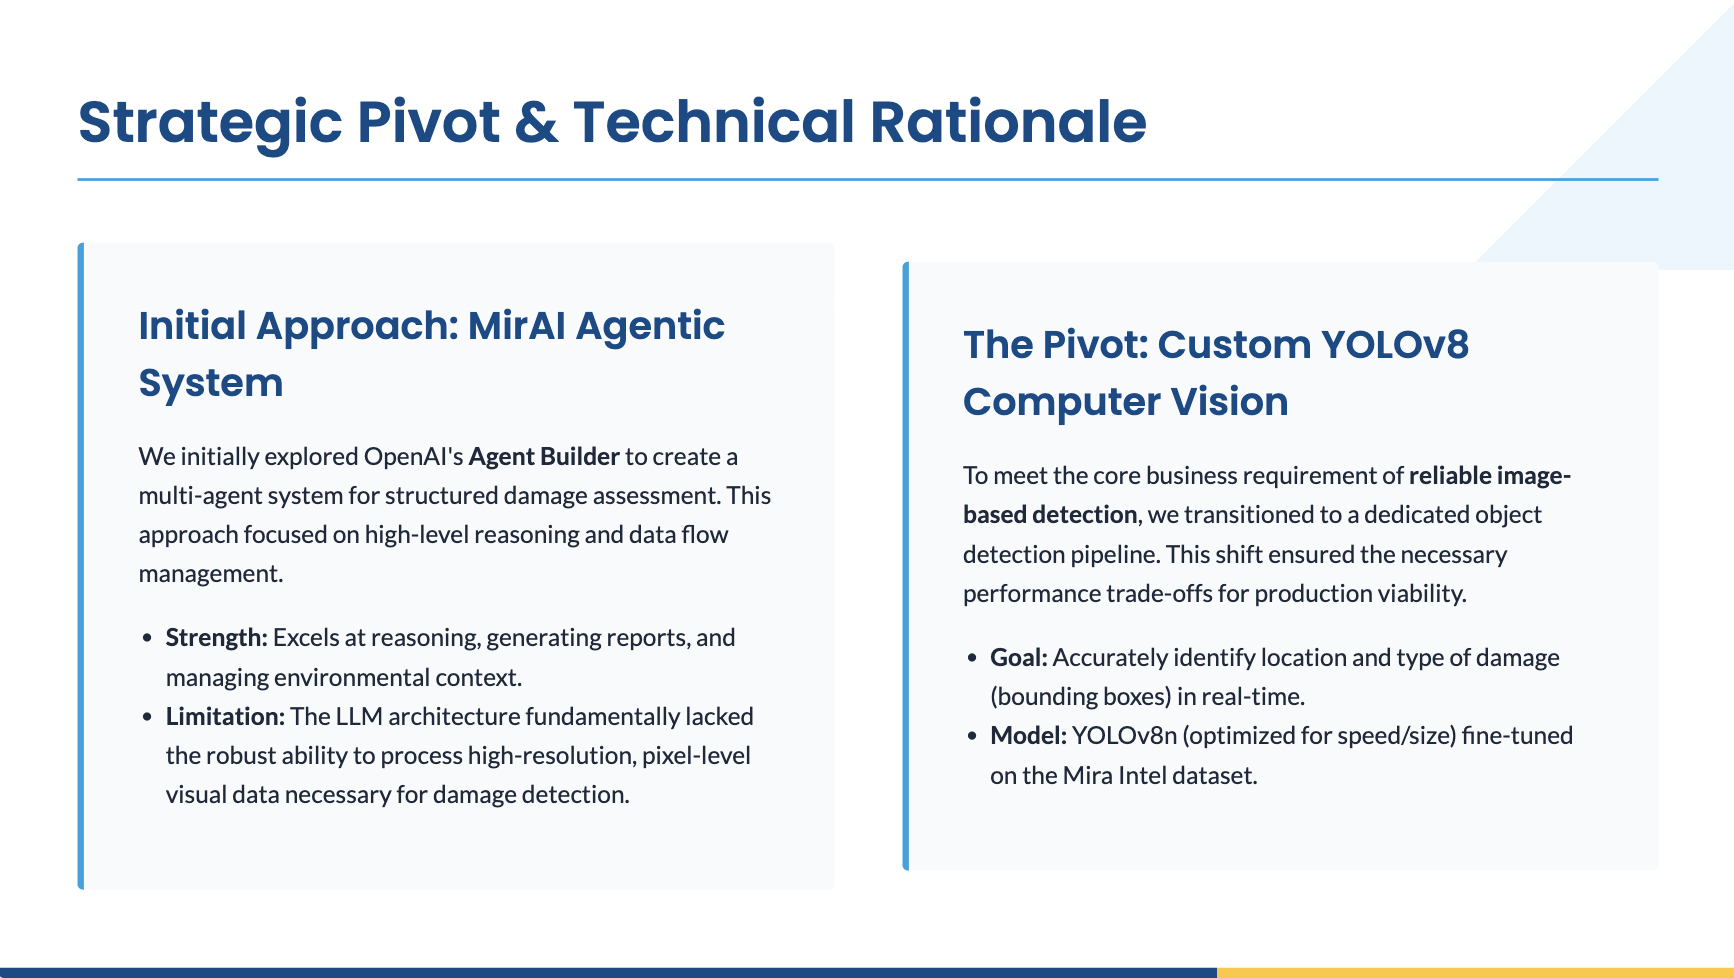 Strategic Pivot & Technical Rationale
Initial Approach: MirAI Agentic
System
We initially explored OpenAI's Agent Builder to create a
multi-agent system for structured damage assessment. This
approach focused on high-level reasoning and data flow
management.
• Strength: Excels at reasoning, generating reports, and
managing environmental context.
• Limitation: The LLM architecture fundamentally lacked
the robust ability to process high-resolution, pixel-level
visual data necessary for damage detection.
The Pivot: Custom YOLOv8
Computer Vision
To meet the core business requirement of reliable image-
based detection, we transitioned to a dedicated object
detection pipeline. This shift ensured the necessary
performance trade-offs for production viability.
• Goal: Accurately identify location and type of damage
(bounding boxes) in real-time.
• Model: YOLOv8n (optimized for speed/size) fine-tuned
on the Mira Intel dataset.